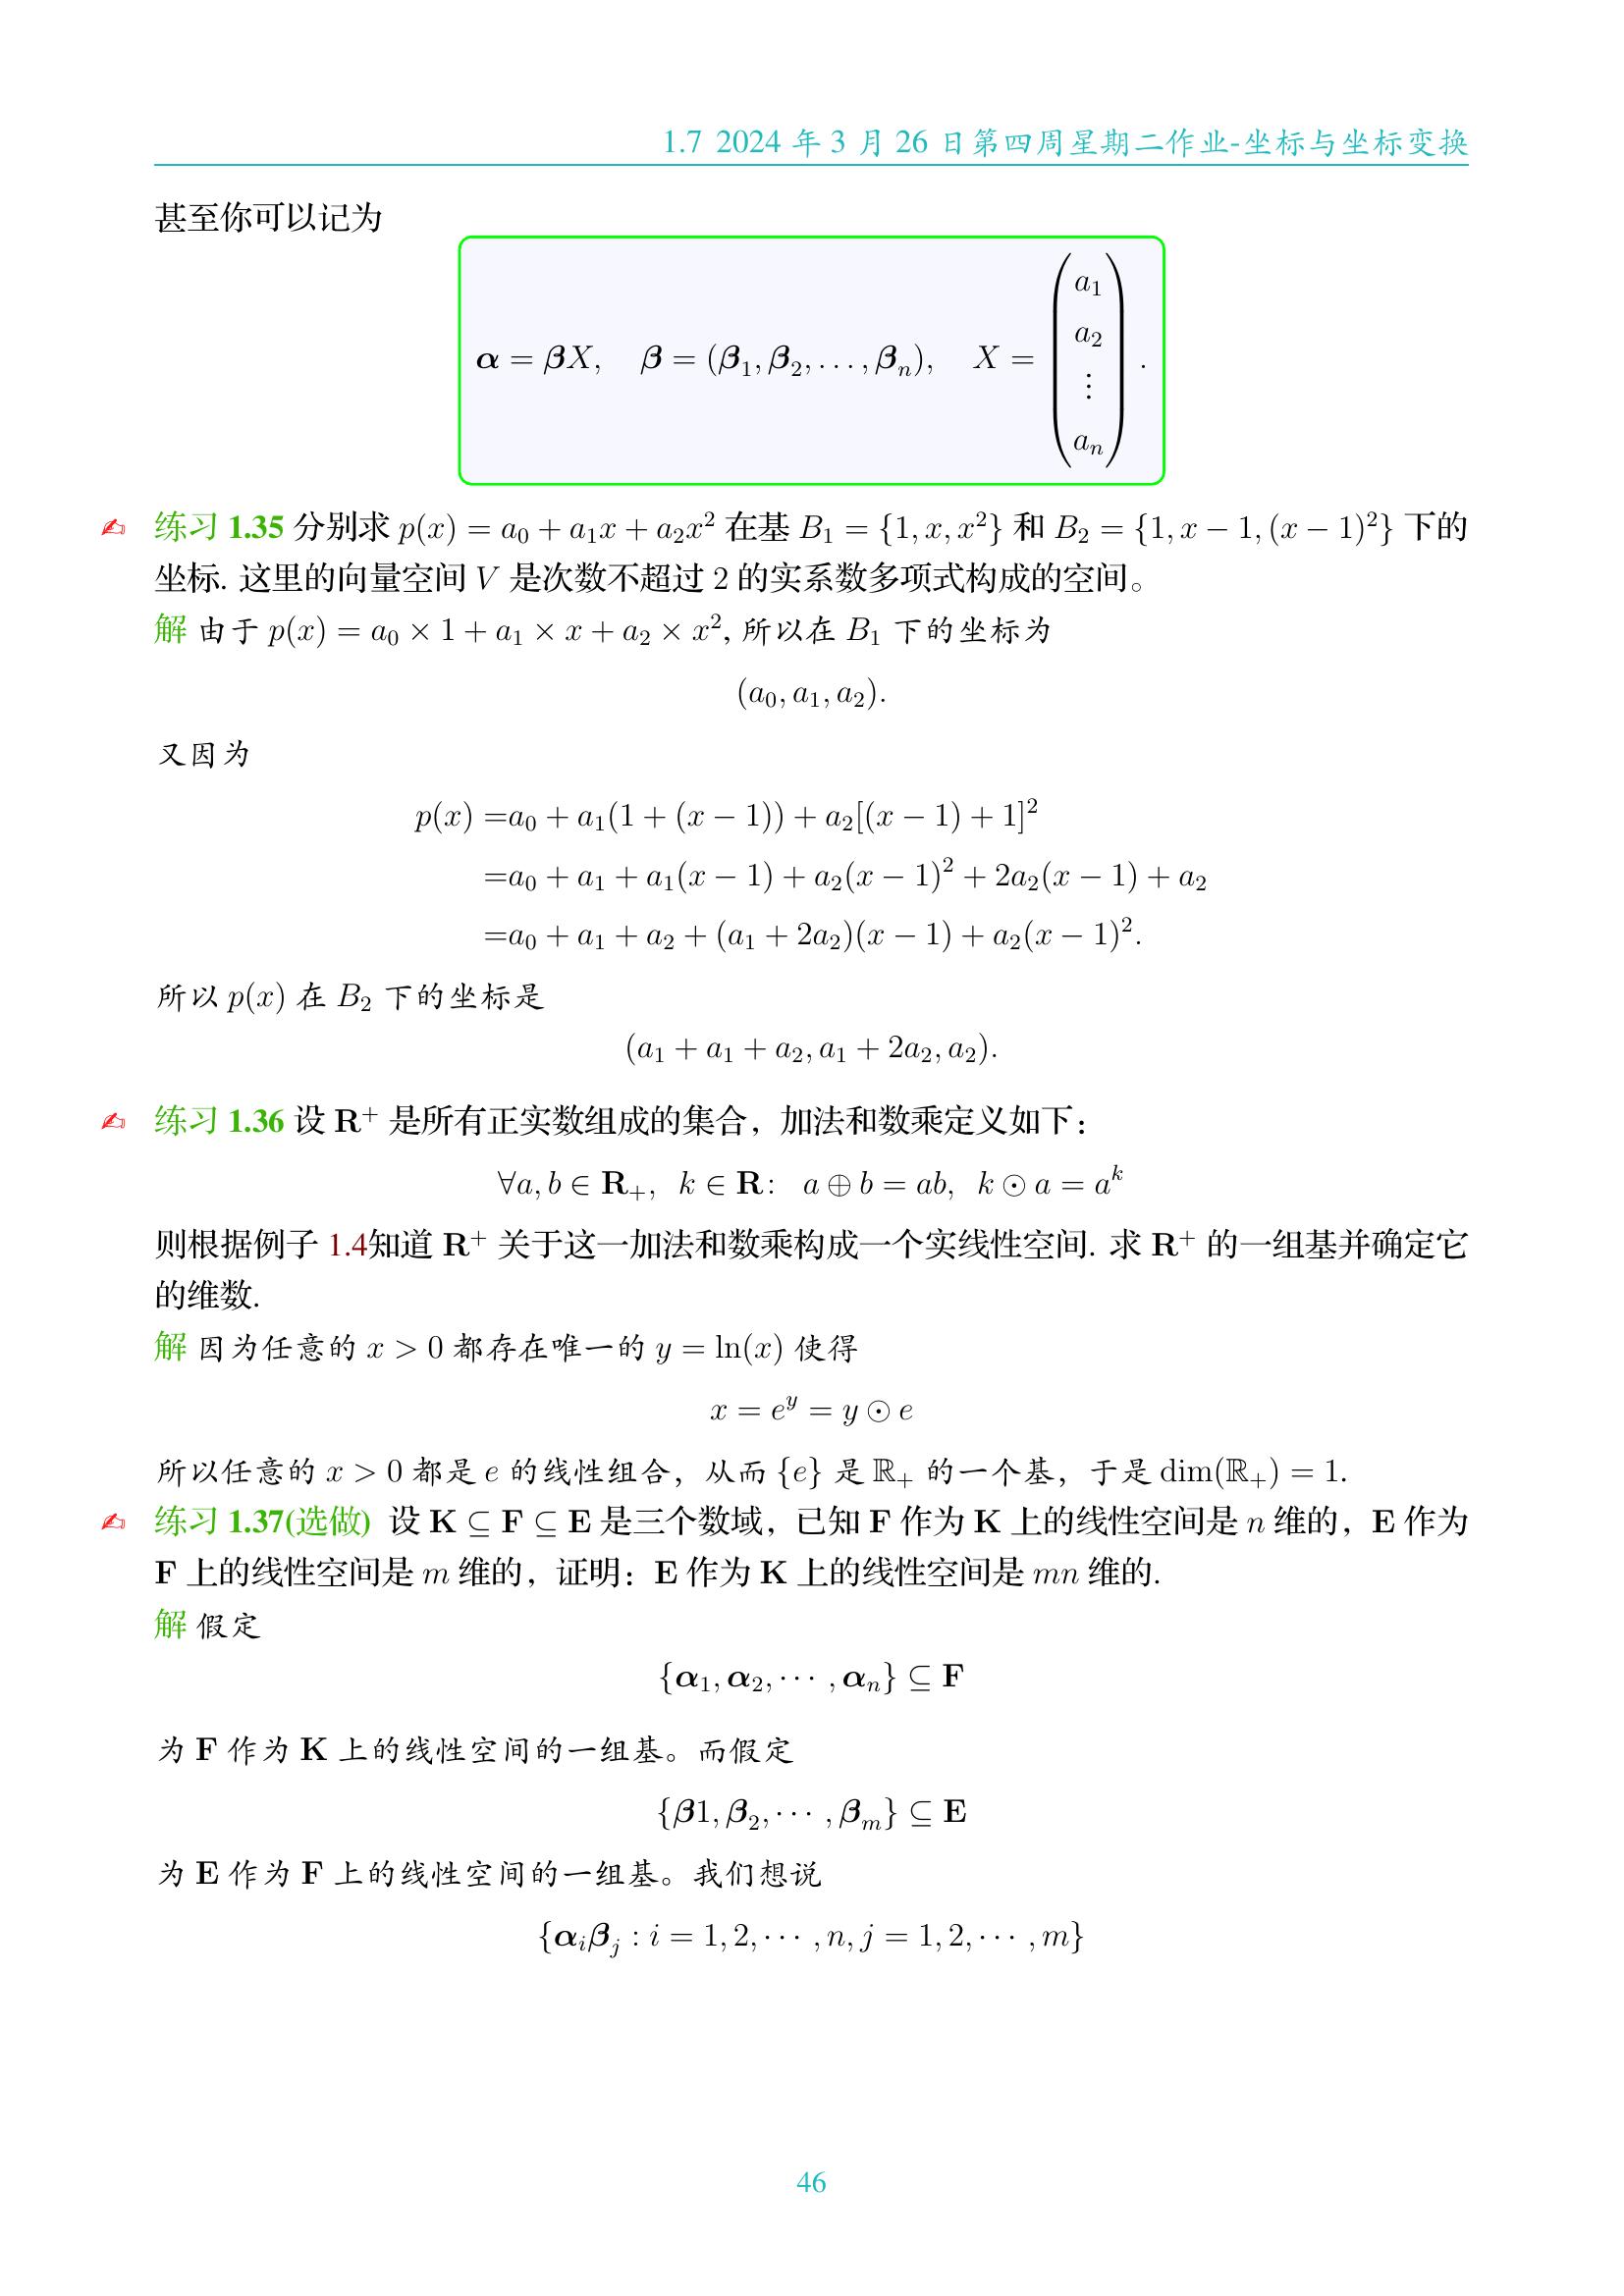 1.7 2024 年 3 月 26 日第四周星期二作业-坐标与坐标变换
甚至你可以记为
$\boldsymbol{\alpha} = \boldsymbol{\beta}X, \quad \boldsymbol{\beta} = (\boldsymbol{\beta}_1, \boldsymbol{\beta}_2, \ldots, \boldsymbol{\beta}_n), \quad X = \begin{pmatrix} a_1 \\ a_2 \\ \vdots \\ a_n \end{pmatrix}.$
✍ 练习 1.35 分别求 $p(x) = a_0 + a_1x + a_2x^2$ 在基 $B_1 = \{1, x, x^2\}$ 和 $B_2 = \{1, x - 1, (x - 1)^2\}$ 下的
坐标. 这里的向量空间 $V$ 是次数不超过 2 的实系数多项式构成的空间。
解 由于 $p(x) = a_0 \times 1 + a_1 \times x + a_2 \times x^2$, 所以在 $B_1$ 下的坐标为
$(a_0, a_1, a_2).$
又因为
$p(x) = a_0 + a_1(1 + (x - 1)) + a_2[(x - 1) + 1]^2$
$= a_0 + a_1 + a_1(x - 1) + a_2(x - 1)^2 + 2a_2(x - 1) + a_2$
$= a_0 + a_1 + a_2 + (a_1 + 2a_2)(x - 1) + a_2(x - 1)^2.$
所以 $p(x)$ 在 $B_2$ 下的坐标是
$(a_1 + a_1 + a_2, a_1 + 2a_2, a_2).$
✍ 练习 1.36 设 $\mathbf{R}^+$ 是所有正实数组成的集合，加法和数乘定义如下：
$\forall a, b \in \mathbf{R}_+, \ k \in \mathbf{R}: \ a \oplus b = ab, \ k \odot a = a^k$
则根据例子 1.4知道 $\mathbf{R}^+$ 关于这一加法和数乘构成一个实线性空间. 求 $\mathbf{R}^+$ 的一组基并确定它
的维数.
解 因为任意的 $x > 0$ 都存在唯一的 $y = \ln(x)$ 使得
$x = e^y = y \odot e$
所以任意的 $x > 0$ 都是 $e$ 的线性组合，从而 $\{e\}$ 是 $\mathbb{R}_+$ 的一个基，于是 $\dim(\mathbb{R}_+) = 1.$
✍ 练习 1.37(选做) 设 $\mathbf{K} \subseteq \mathbf{F} \subseteq \mathbf{E}$ 是三个数域，已知 $\mathbf{F}$ 作为 $\mathbf{K}$ 上的线性空间是 $n$ 维的，$\mathbf{E}$ 作为
$\mathbf{F}$ 上的线性空间是 $m$ 维的，证明：$\mathbf{E}$ 作为 $\mathbf{K}$ 上的线性空间是 $mn$ 维的.
解 假定
$\{\boldsymbol{\alpha}_1, \boldsymbol{\alpha}_2, \cdots, \boldsymbol{\alpha}_n\} \subseteq \mathbf{F}$
为 $\mathbf{F}$ 作为 $\mathbf{K}$ 上的线性空间的一组基。而假定
$\{\boldsymbol{\beta}1, \boldsymbol{\beta}_2, \cdots, \boldsymbol{\beta}_m\} \subseteq \mathbf{E}$
为 $\mathbf{E}$ 作为 $\mathbf{F}$ 上的线性空间的一组基。我们想说
$\{\boldsymbol{\alpha}_i\boldsymbol{\beta}_j : i = 1, 2, \cdots, n, j = 1, 2, \cdots, m\}$
46